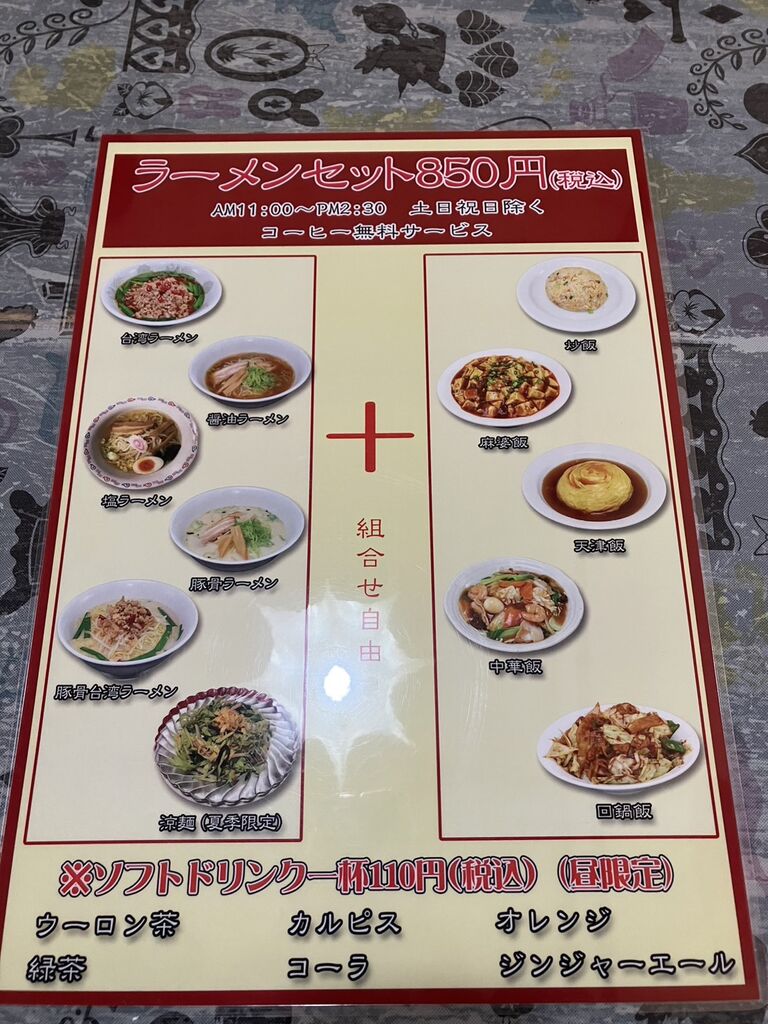 ラーメンセット850円(税込)
AM11:00～PM2:30 土日祝日除く
コーヒー無料サービス
台湾ラーメン
醤油ラーメン
塩ラーメン
豚骨ラーメン
豚骨台湾ラーメン
涼麺(夏季限定)
＋
組合せ自由
炒飯
麻婆飯
天津飯
中華飯
回鍋飯
※ソフトドリンク一杯110円(税込)(昼限定)
ウーロン茶 カルピス オレンジ
緑茶 コーラ ジンジャーエール